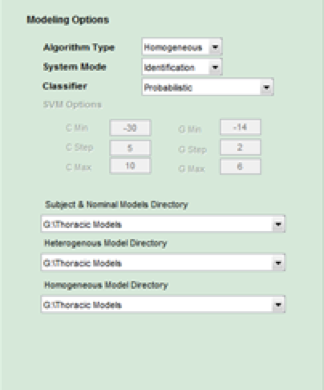 Modeling Options
Algorithm Type Homogeneous
System Mode Identification
Classifier Probabilistic
SVM Options
C Min -30 G Min -14
C Step 5 G Step 2
C Max 10 G Max 6
Subject & Nominal Models Directory
G:\Thoracic Models
Heterogenous Model Directory
G:\Thoracic Models
Homogeneous Model Directory
G:\Thoracic Models